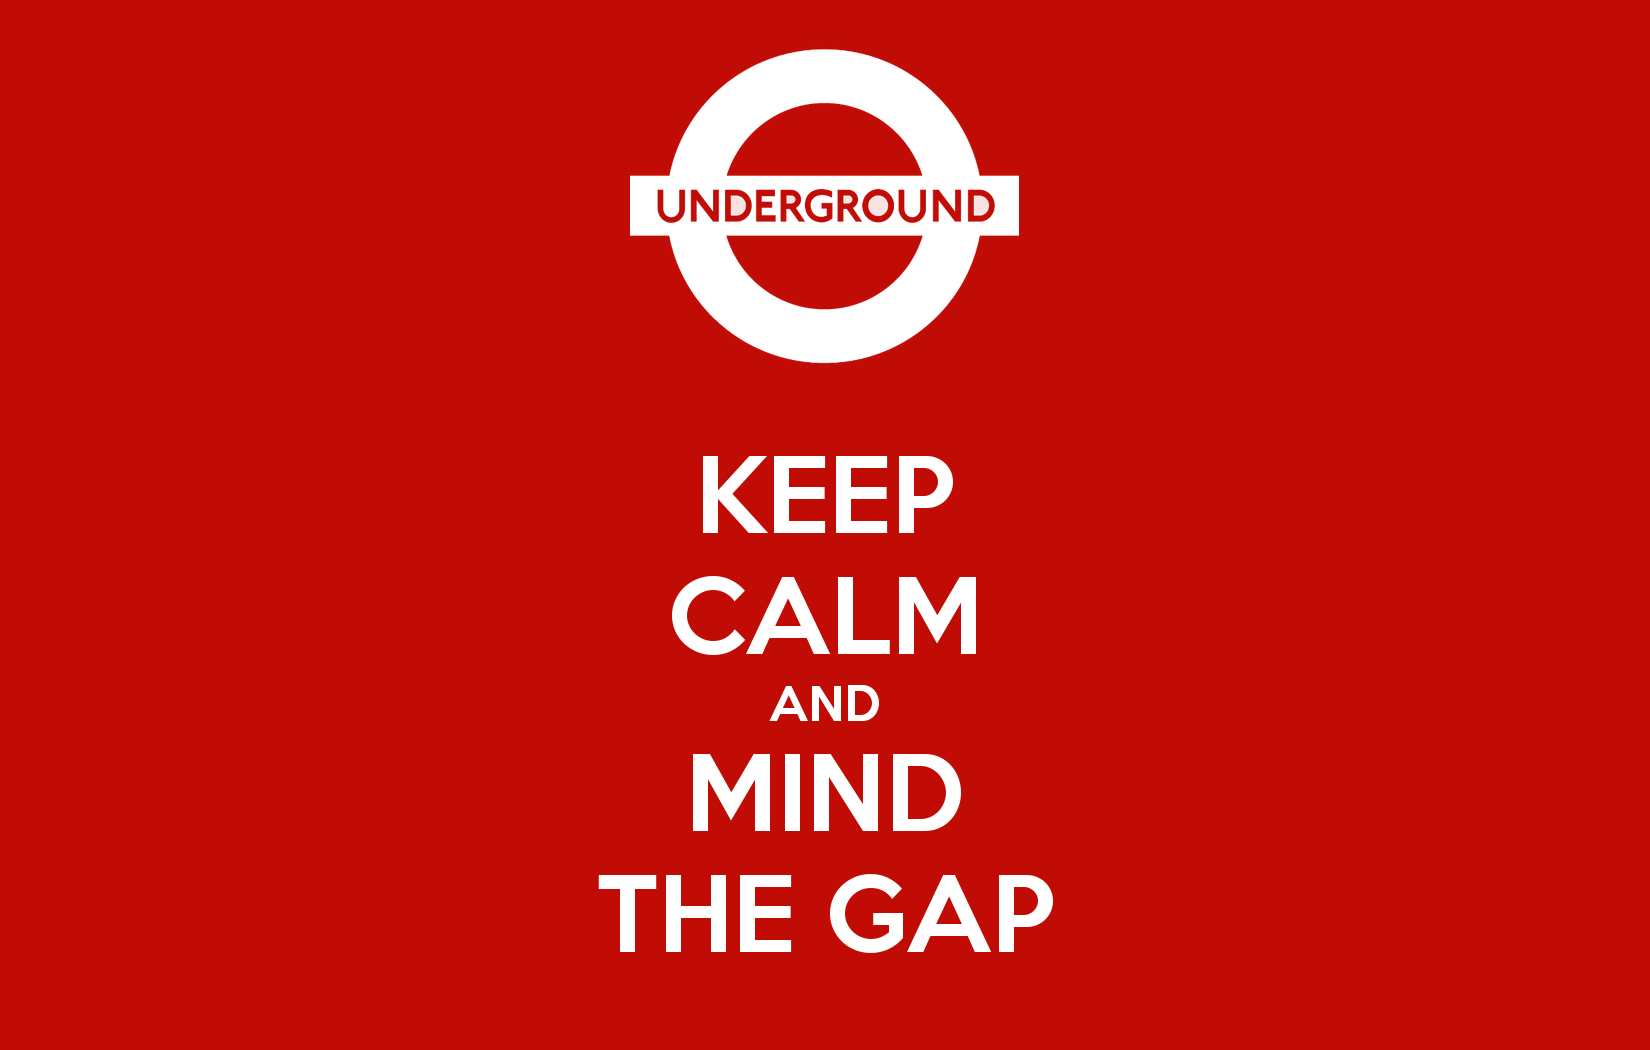 UNDERGROUND
KEEP
CALM
AND
MIND
THE GAP